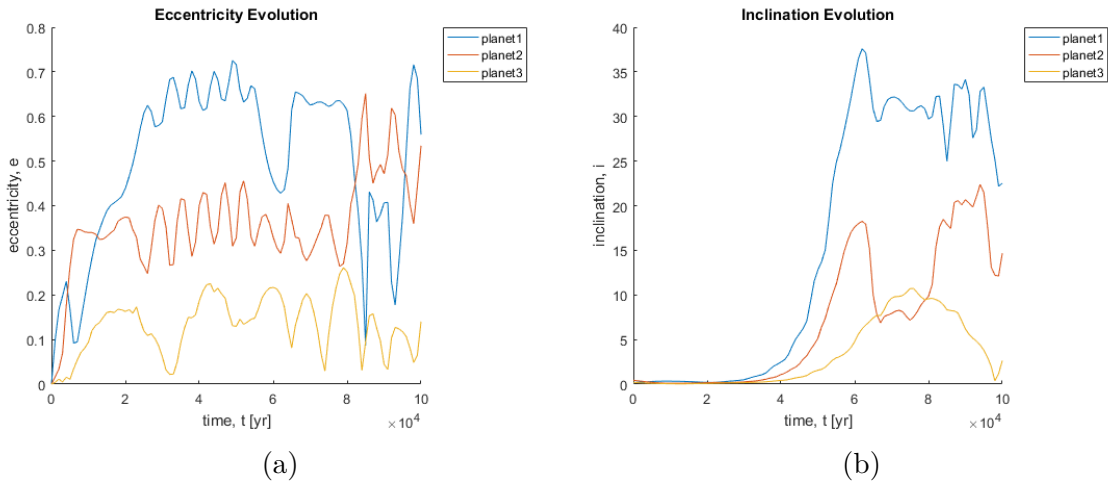 Eccentricity Evolution
0.8
0.7
0.6
0.5
0.4
0.3
0.2
0.1
0
eccentricity, e
0 2 4 6 8 10
time, t [yr]
×10^4
planet1
planet2
planet3
(a)
Inclination Evolution
40
35
30
25
20
15
10
5
0
inclination, i
0 2 4 6 8 10
time, t [yr]
×10^4
planet1
planet2
planet3
(b)